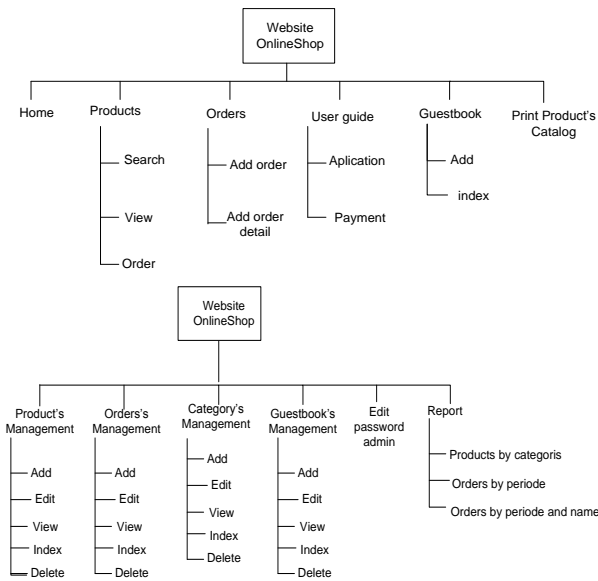 Website
OnlineShop
Home
Products
Orders
User guide
Guestbook
Print Product's
Catalog
Search
View
Order
Add order
Add order
detail
Aplication
Payment
Add
index
Website
OnlineShop
Product's
Management
Orders's
Management
Category's
Management
Guestbook's
Management
Edit
password
admin
Report
Add
Edit
View
Index
Delete
Add
Edit
View
Index
Delete
Add
Edit
View
Index
Delete
Add
Edit
View
Index
Delete
Products by categoris
Orders by periode
Orders by periode and name